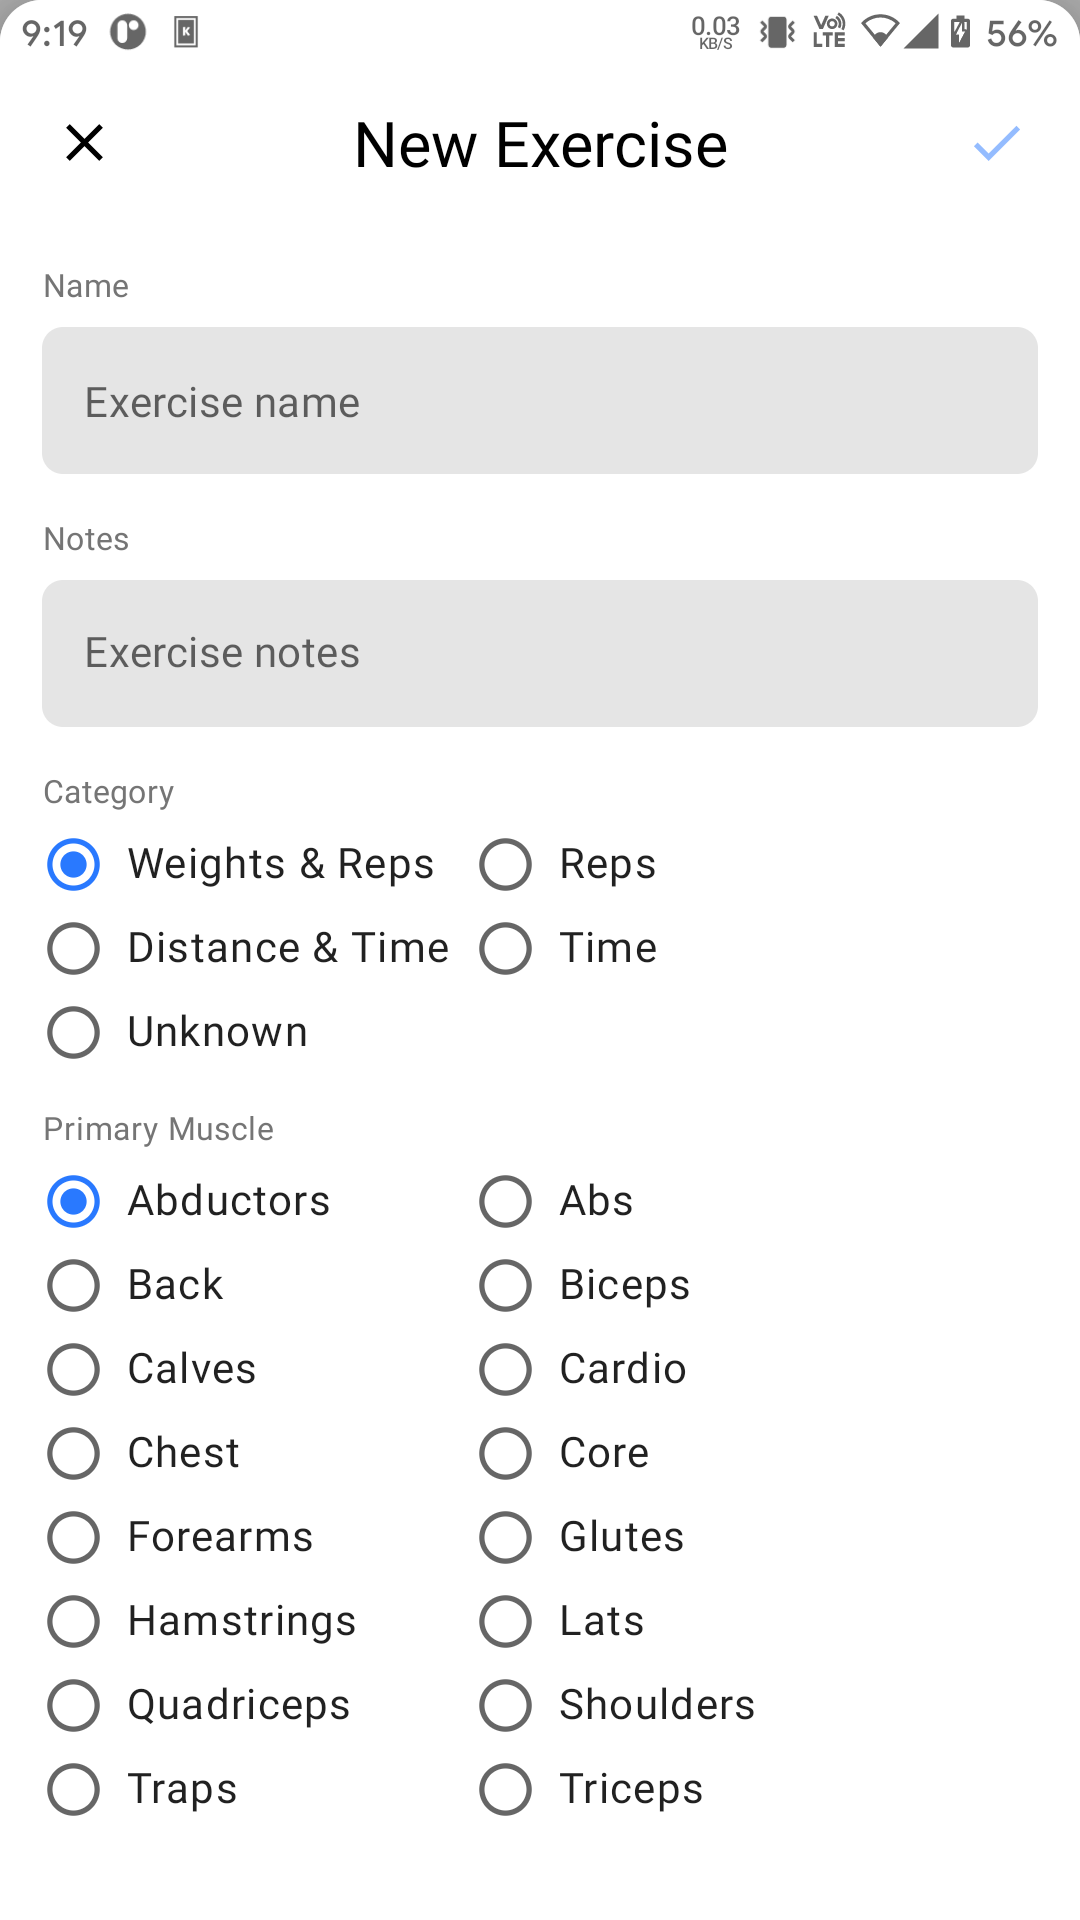 9:19 K 0.03 KB/S Vo)) LTE 56%
New Exercise
Name
Exercise name
Notes
Exercise notes
Category
Weights & Reps Reps
Distance & Time Time
Unknown
Primary Muscle
Abductors Abs
Back Biceps
Calves Cardio
Chest Core
Forearms Glutes
Hamstrings Lats
Quadriceps Shoulders
Traps Triceps